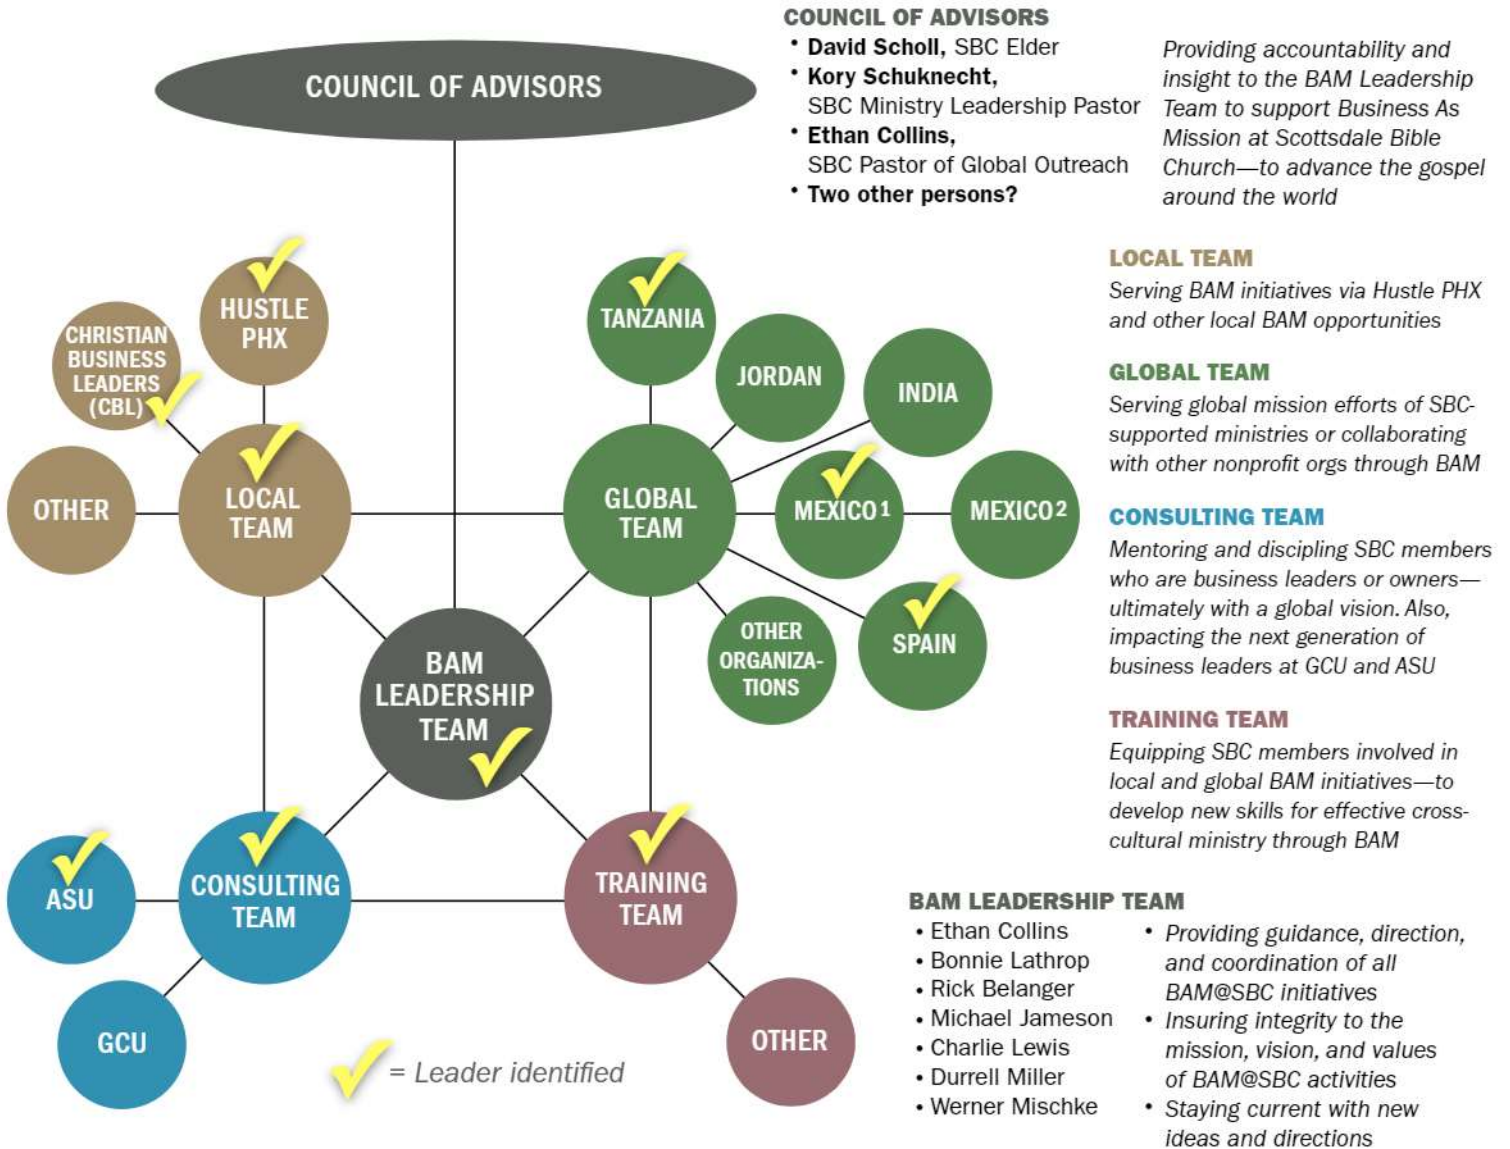 COUNCIL OF ADVISORS
COUNCIL OF ADVISORS
• David Scholl, SBC Elder
• Kory Schuknecht,
SBC Ministry Leadership Pastor
• Ethan Collins,
SBC Pastor of Global Outreach
• Two other persons?
Providing accountability and
insight to the BAM Leadership
Team to support Business As
Mission at Scottsdale Bible
Church—to advance the gospel
around the world
HUSTLE
PHX
CHRISTIAN
BUSINESS
LEADERS
(CBL)
OTHER
LOCAL
TEAM
TANZANIA
JORDAN
INDIA
GLOBAL
TEAM
MEXICO 1
MEXICO 2
OTHER
ORGANIZA-
TIONS
SPAIN
BAM
LEADERSHIP
TEAM
ASU
CONSULTING
TEAM
GCU
TRAINING
TEAM
OTHER
= Leader identified
LOCAL TEAM
Serving BAM initiatives via Hustle PHX
and other local BAM opportunities
GLOBAL TEAM
Serving global mission efforts of SBC-
supported ministries or collaborating
with other nonprofit orgs through BAM
CONSULTING TEAM
Mentoring and discipling SBC members
who are business leaders or owners—
ultimately with a global vision. Also,
impacting the next generation of
business leaders at GCU and ASU
TRAINING TEAM
Equipping SBC members involved in
local and global BAM initiatives—to
develop new skills for effective cross-
cultural ministry through BAM
BAM LEADERSHIP TEAM
• Ethan Collins
• Bonnie Lathrop
• Rick Belanger
• Michael Jameson
• Charlie Lewis
• Durrell Miller
• Werner Mischke
• Providing guidance, direction,
and coordination of all
BAM@SBC initiatives
• Insuring integrity to the
mission, vision, and values
of BAM@SBC activities
• Staying current with new
ideas and directions